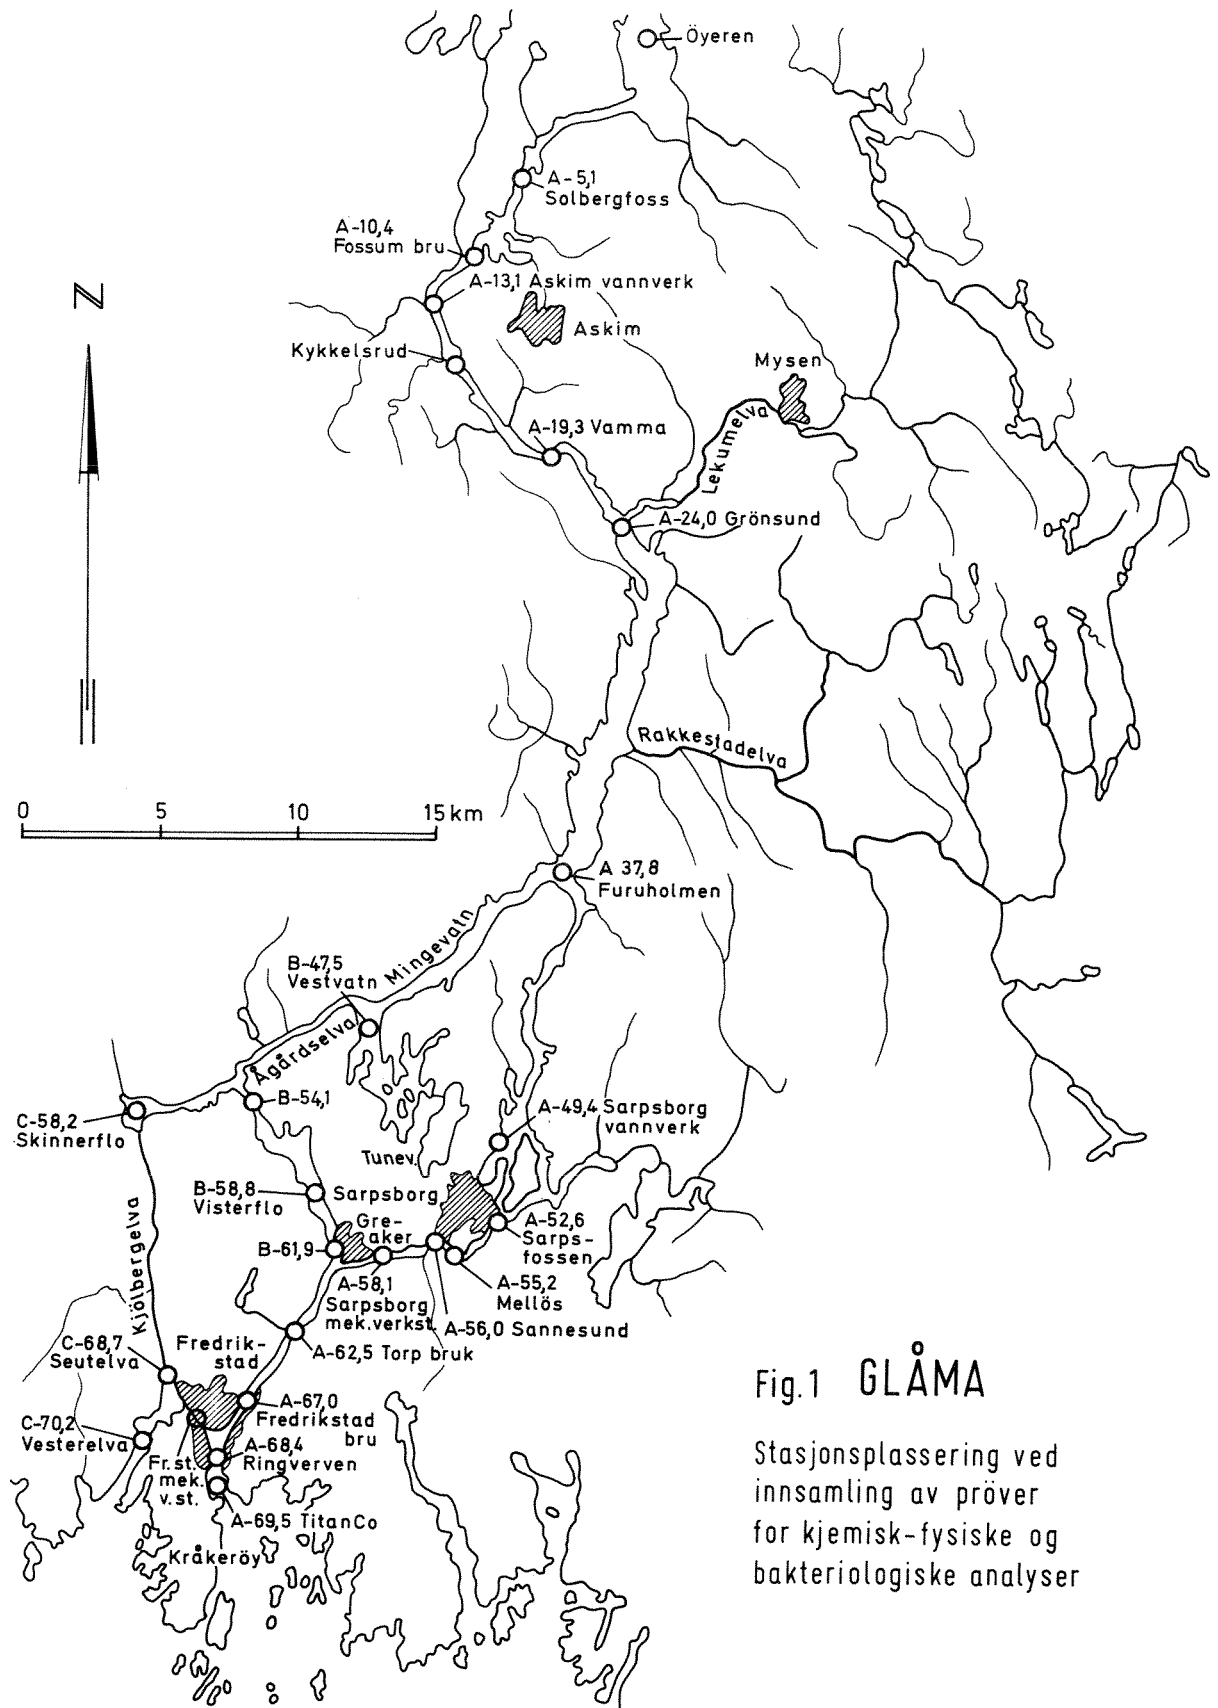 Öyeren
A-5,1
Solbergfoss
A-10,4
Fossum bru
A-13,1 Askim vannverk
N
Askim
Kykkelsrud
Mysen
A-19,3 Vamma
Lekumelva
A-24,0 Grönsund
Rakkestadelva
0 5 10 15 km
A 37,8
Furuholmen
Mingevatn
B-47,5
Vestvatn
Ågårdselva
B-54,1
C-58,2
Skinnerflo
A-49,4 Sarpsborg
vannverk
Tunev.
B-58,8
Visterflo
Sarpsborg
Gre-
aker
A-52,6
Sarps-
fossen
B-61,9
A-58,1
Sarpsborg
mek.verkst.
A-55,2
Mellös
A-56,0 Sannesund
Kjölbergelva
A-62,5 Torp bruk
C-68,7
Seutelva
Fredrik-
stad
A-67,0
Fredrikstad
bru
C-70,2
Vesterelva
Fr.st.
mek.
v.st.
A-68,4
Ringverven
A-69,5 TitanCo
Kråkeröy
Fig.1 GLÅMA
Stasjonsplassering ved
innsamling av pröver
for kjemisk-fysiske og
bakteriologiske analyser